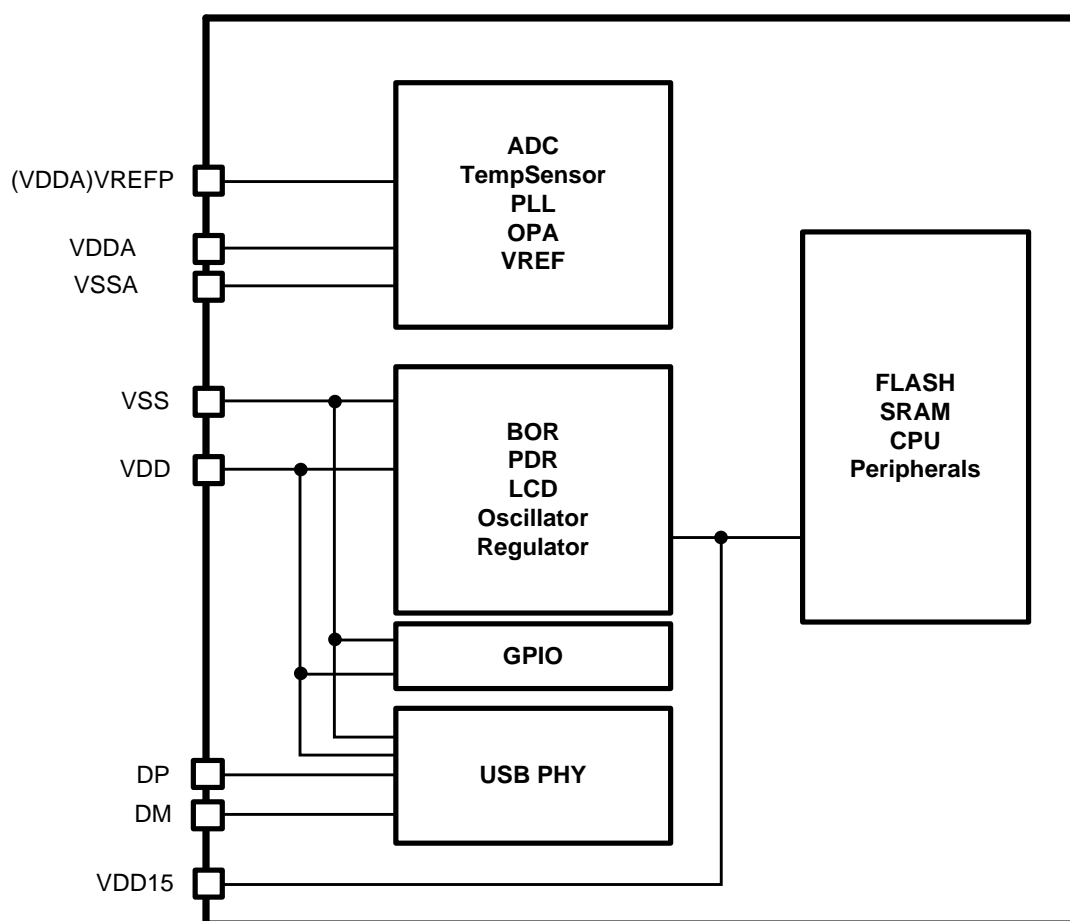 (VDDA)VREFP
VDDA
VSSA
VSS
VDD
DP
DM
VDD15
ADC
TempSensor
PLL
OPA
VREF
BOR
PDR
LCD
Oscillator
Regulator
GPIO
USB PHY
FLASH
SRAM
CPU
Peripherals